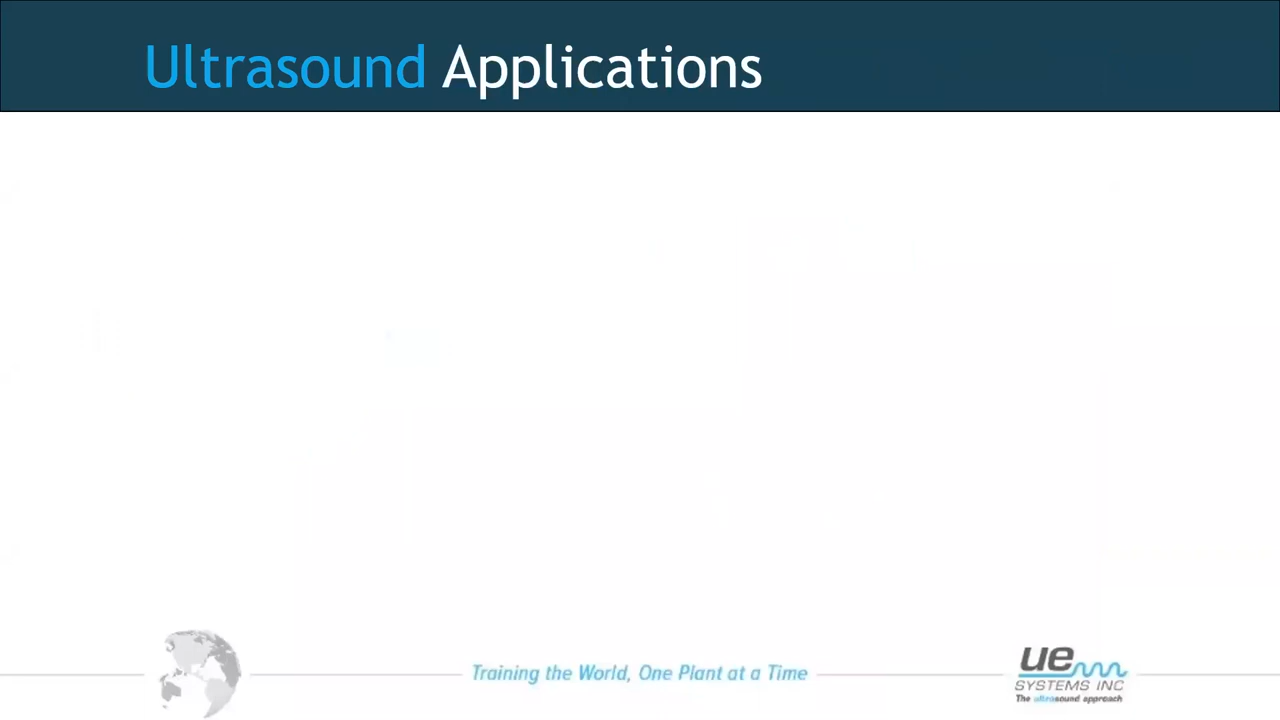 Ultrasound Applications
Training the World, One Plant at a Time
ue
SYSTEMS INC
The ultrasound approach